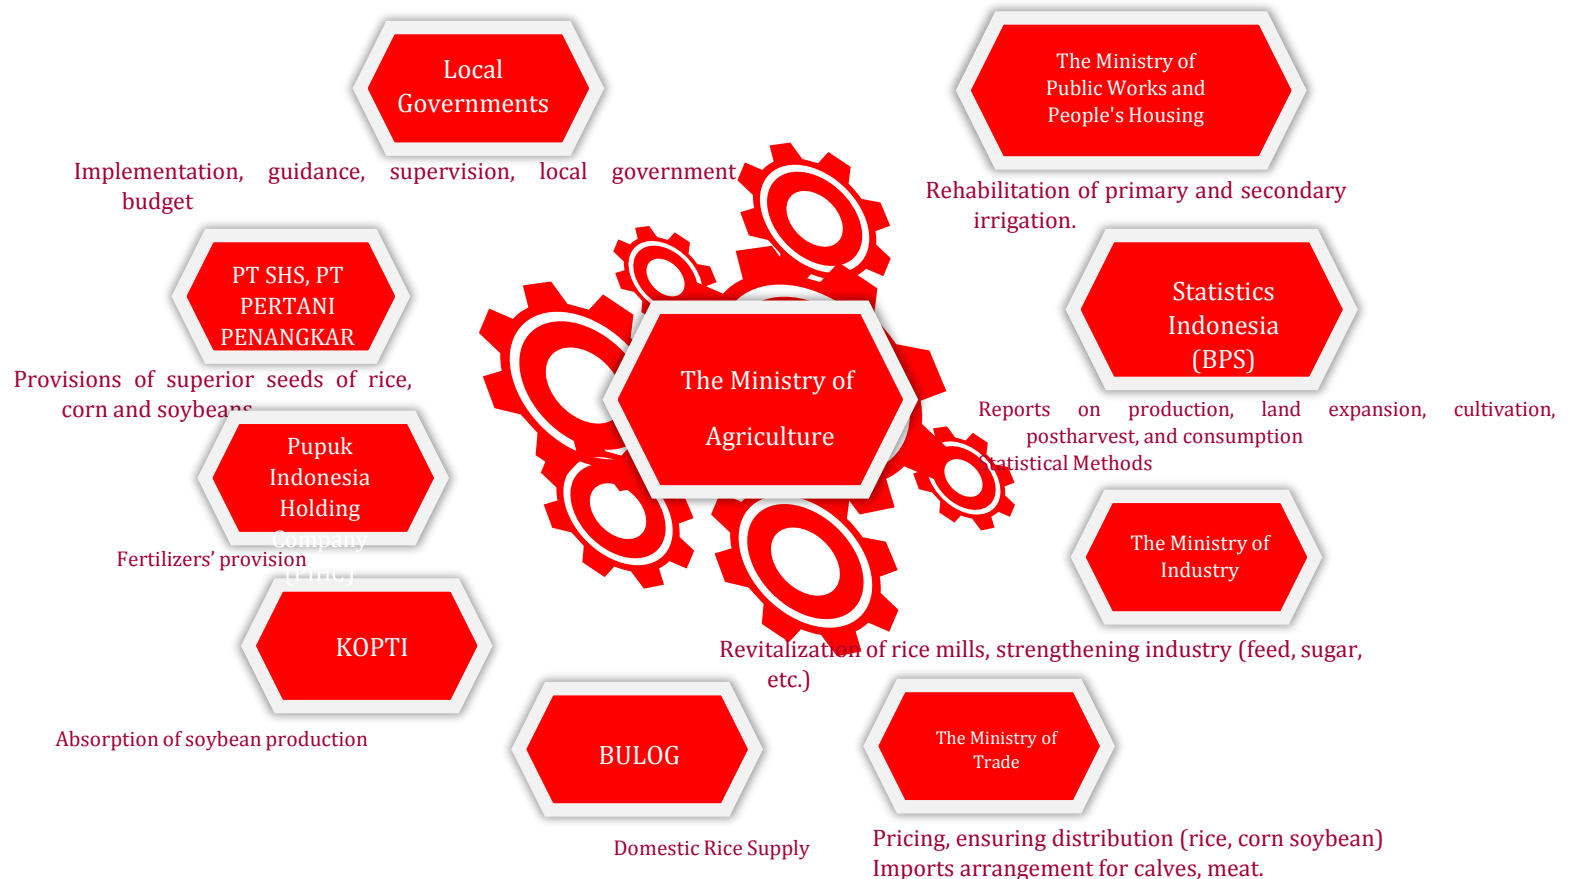 Local
Governments
Implementation, guidance, supervision, local government
budget
PT SHS, PT
PERTANI
PENANGKAR
Provisions of superior seeds of rice,
corn and soybeans
Pupuk
Indonesia
Holding
Company
(PIHC)
Fertilizers’ provision
KOPTI
Absorption of soybean production
The Ministry of
Agriculture
BULOG
Domestic Rice Supply
The Ministry of
Public Works and
People's Housing
Rehabilitation of primary and secondary
irrigation.
Statistics
Indonesia
(BPS)
Reports on production, land expansion, cultivation,
postharvest, and consumption
Statistical Methods
The Ministry of
Industry
Revitalization of rice mills, strengthening industry (feed, sugar,
etc.)
The Ministry of
Trade
Pricing, ensuring distribution (rice, corn soybean)
Imports arrangement for calves, meat.